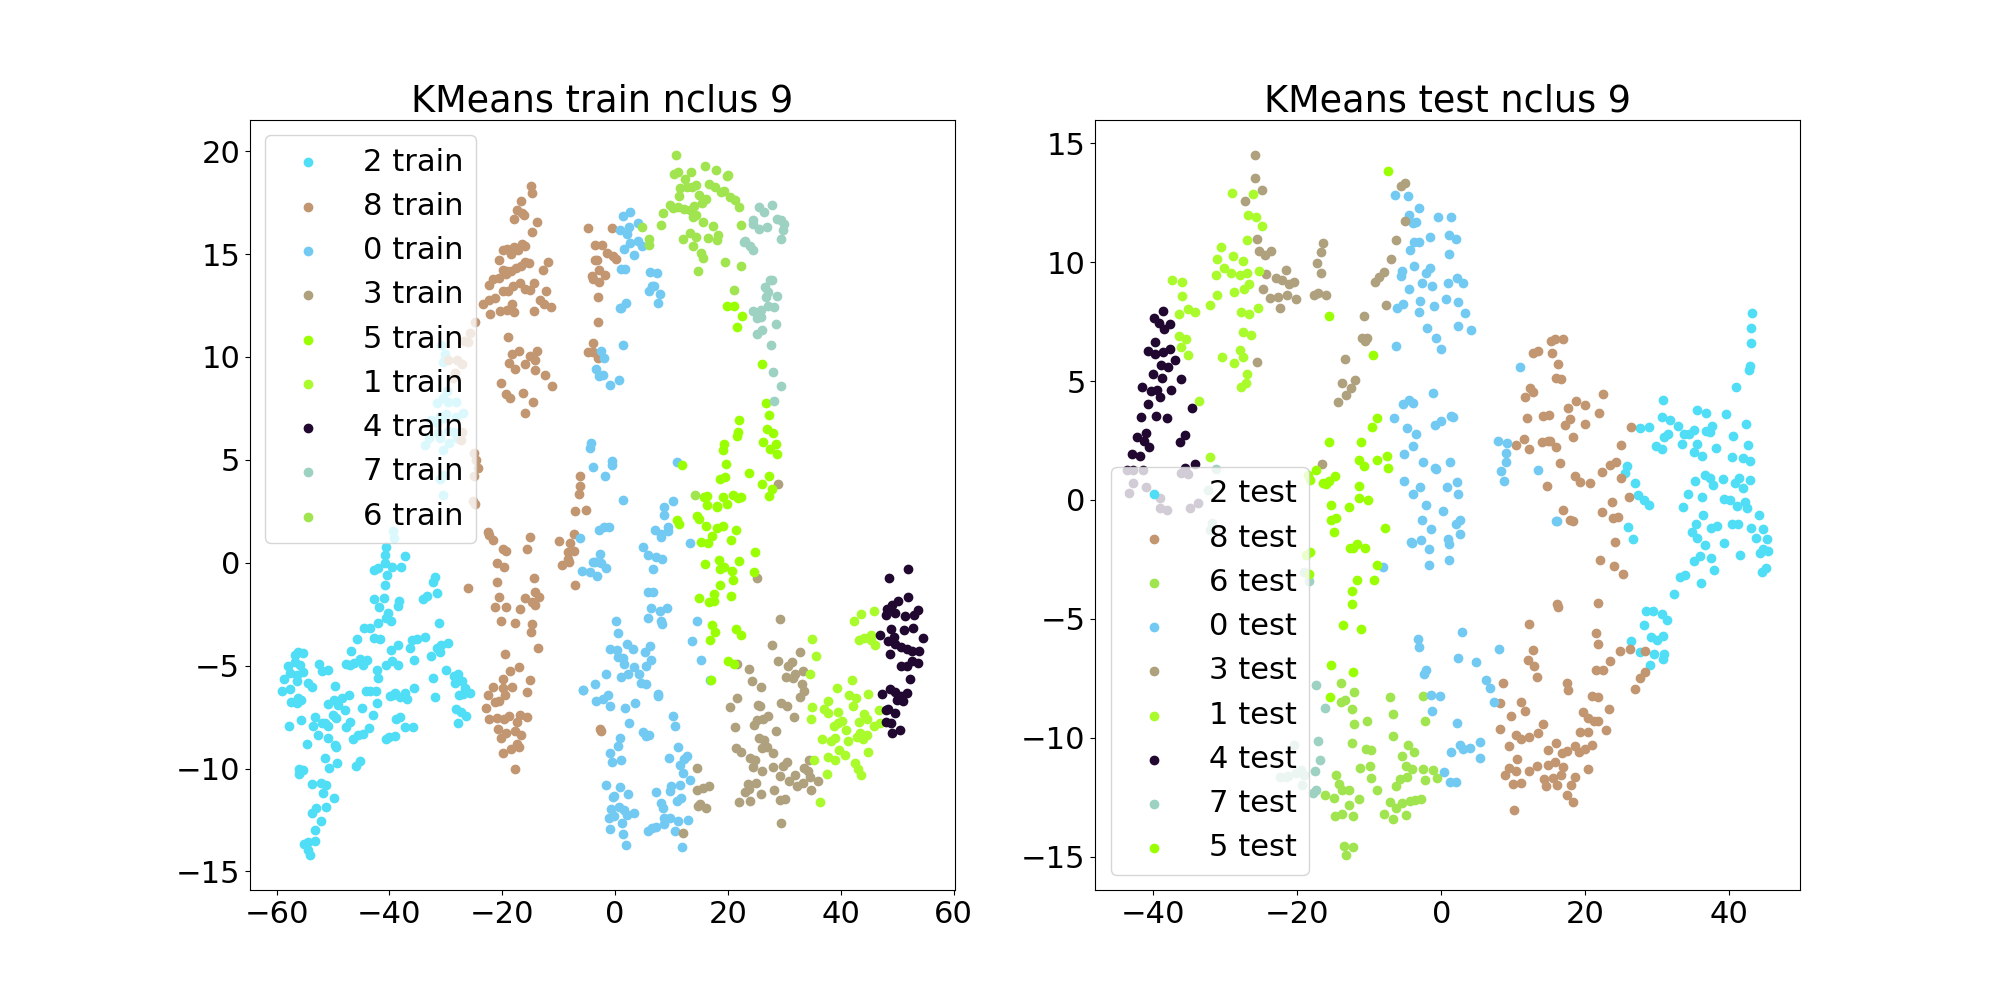 KMeans train nclus 9
20
15
10
5
0
−5
−10
−15
−60 −40 −20 0 20 40 60
2 train
8 train
0 train
3 train
5 train
1 train
4 train
7 train
6 train
KMeans test nclus 9
15
10
5
0
−5
−10
−15
−40 −20 0 20 40
2 test
8 test
6 test
0 test
3 test
1 test
4 test
7 test
5 test